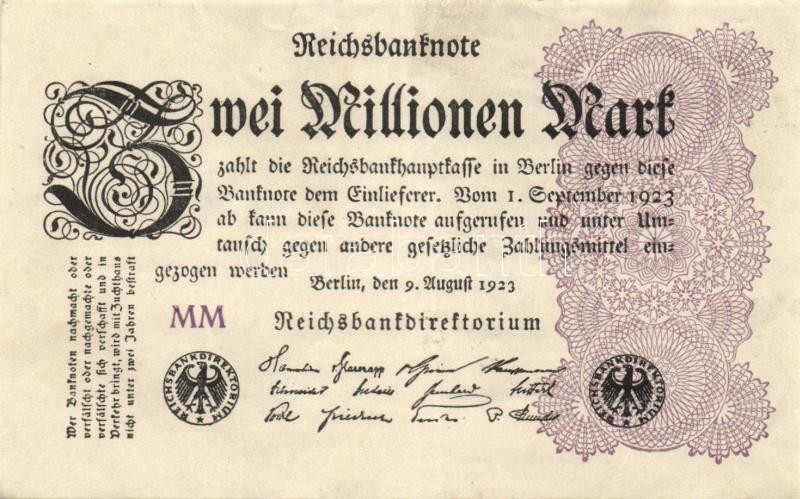 Reichsbanknote
Zwei Millionen Mark
zahlt die Reichsbankhauptkasse in Berlin gegen diese
Banknote dem Einlieferer. Vom 1. September 1923
ab kann diese Banknote aufgerufen und unter Um=
tausch gegen andere gesetzliche Zahlungsmittel ein=
gezogen werden
Berlin, den 9. August 1923
MM
Reichsbankdirektorium
REICHSBANKDIREKTORIUM
REICHSBANKDIREKTORIUM
Wer Banknoten nachmacht oder
verfälscht oder nachgemachte oder
verfälschte sich verschafft und in
Verkehr bringt, wird mit Zuchthaus
nicht unter zwei Jahren bestraft